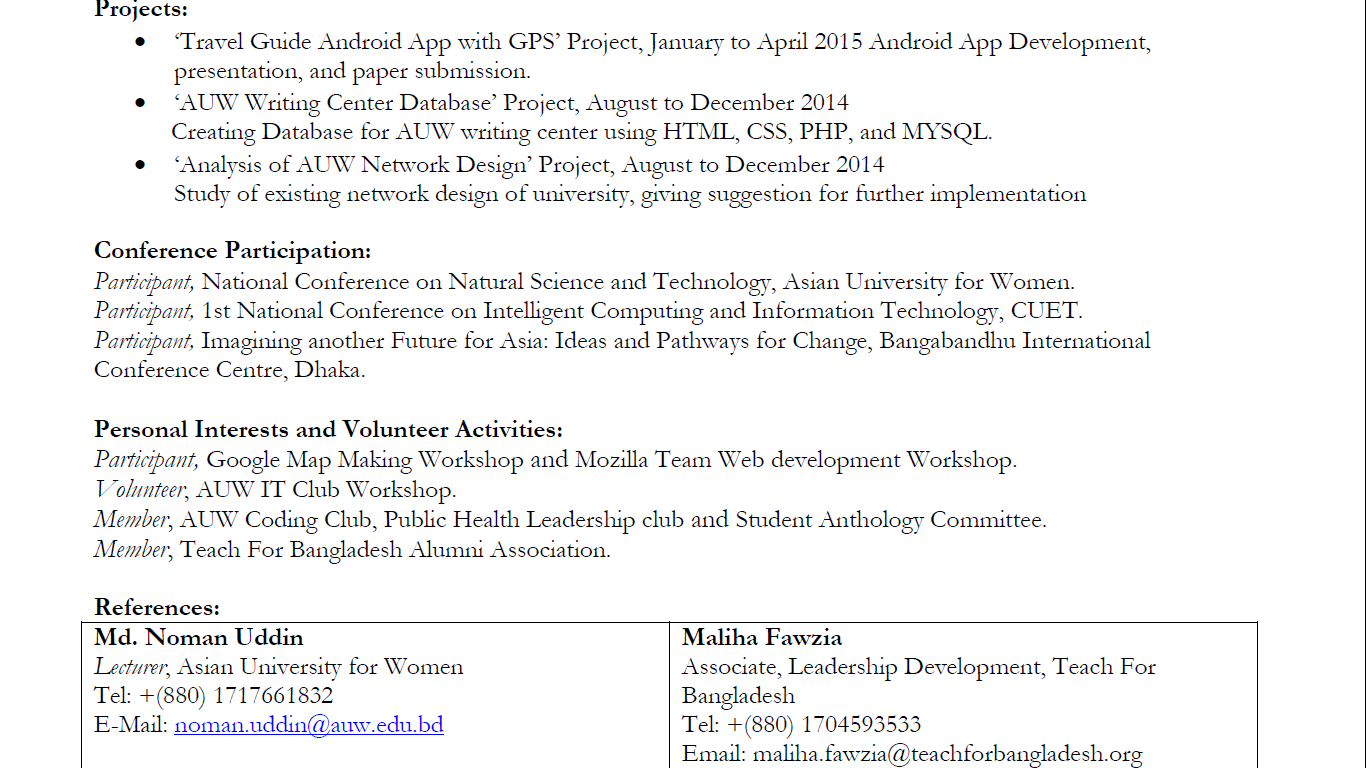 Projects:
• ‘Travel Guide Android App with GPS’ Project, January to April 2015 Android App Development,
presentation, and paper submission.
• ‘AUW Writing Center Database’ Project, August to December 2014
Creating Database for AUW writing center using HTML, CSS, PHP, and MYSQL.
• ‘Analysis of AUW Network Design’ Project, August to December 2014
Study of existing network design of university, giving suggestion for further implementation
Conference Participation:
Participant, National Conference on Natural Science and Technology, Asian University for Women.
Participant, 1st National Conference on Intelligent Computing and Information Technology, CUET.
Participant, Imagining another Future for Asia: Ideas and Pathways for Change, Bangabandhu International
Conference Centre, Dhaka.
Personal Interests and Volunteer Activities:
Participant, Google Map Making Workshop and Mozilla Team Web development Workshop.
Volunteer, AUW IT Club Workshop.
Member, AUW Coding Club, Public Health Leadership club and Student Anthology Committee.
Member, Teach For Bangladesh Alumni Association.
References:
Md. Noman Uddin
Lecturer, Asian University for Women
Tel: +(880) 1717661832
E-Mail: noman.uddin@auw.edu.bd
Maliha Fawzia
Associate, Leadership Development, Teach For
Bangladesh
Tel: +(880) 1704593533
Email: maliha.fawzia@teachforbangladesh.org